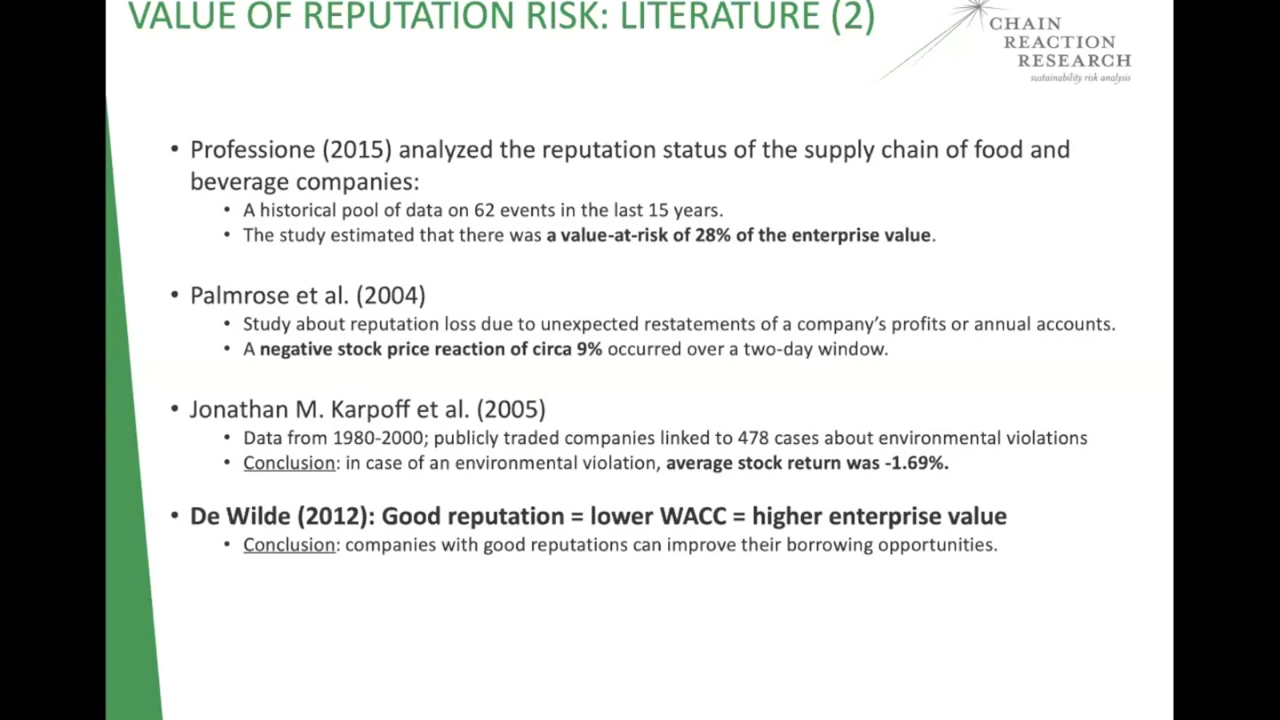 VALUE OF REPUTATION RISK: LITERATURE (2)
CHAIN
REACTION
RESEARCH
sustainability risk analysis
• Professione (2015) analyzed the reputation status of the supply chain of food and
beverage companies:
• A historical pool of data on 62 events in the last 15 years.
• The study estimated that there was a value-at-risk of 28% of the enterprise value.
• Palmrose et al. (2004)
• Study about reputation loss due to unexpected restatements of a company's profits or annual accounts.
• A negative stock price reaction of circa 9% occurred over a two-day window.
• Jonathan M. Karpoff et al. (2005)
• Data from 1980-2000; publicly traded companies linked to 478 cases about environmental violations
• Conclusion: in case of an environmental violation, average stock return was -1.69%.
• De Wilde (2012): Good reputation = lower WACC = higher enterprise value
• Conclusion: companies with good reputations can improve their borrowing opportunities.